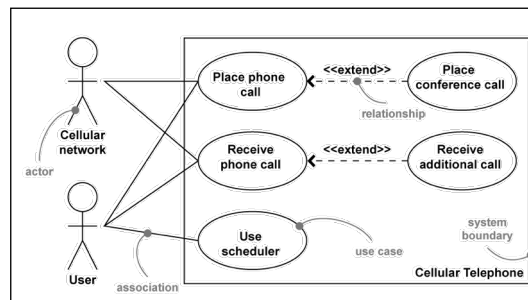 Place phone
call
<<extend>>
Place
conference call
relationship
Cellular
network
actor
Receive
phone call
<<extend>>
Receive
additional call
Use
scheduler
use case
system
boundary
User
association
Cellular Telephone